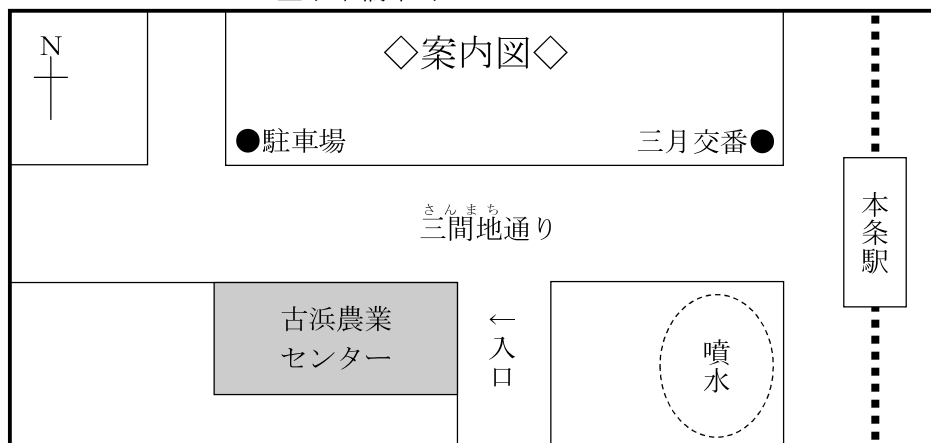 N
◇案内図◇
●駐車場
三月交番●
さんまち
三間地通り
本条駅
古浜農業
センター
←入口
噴水